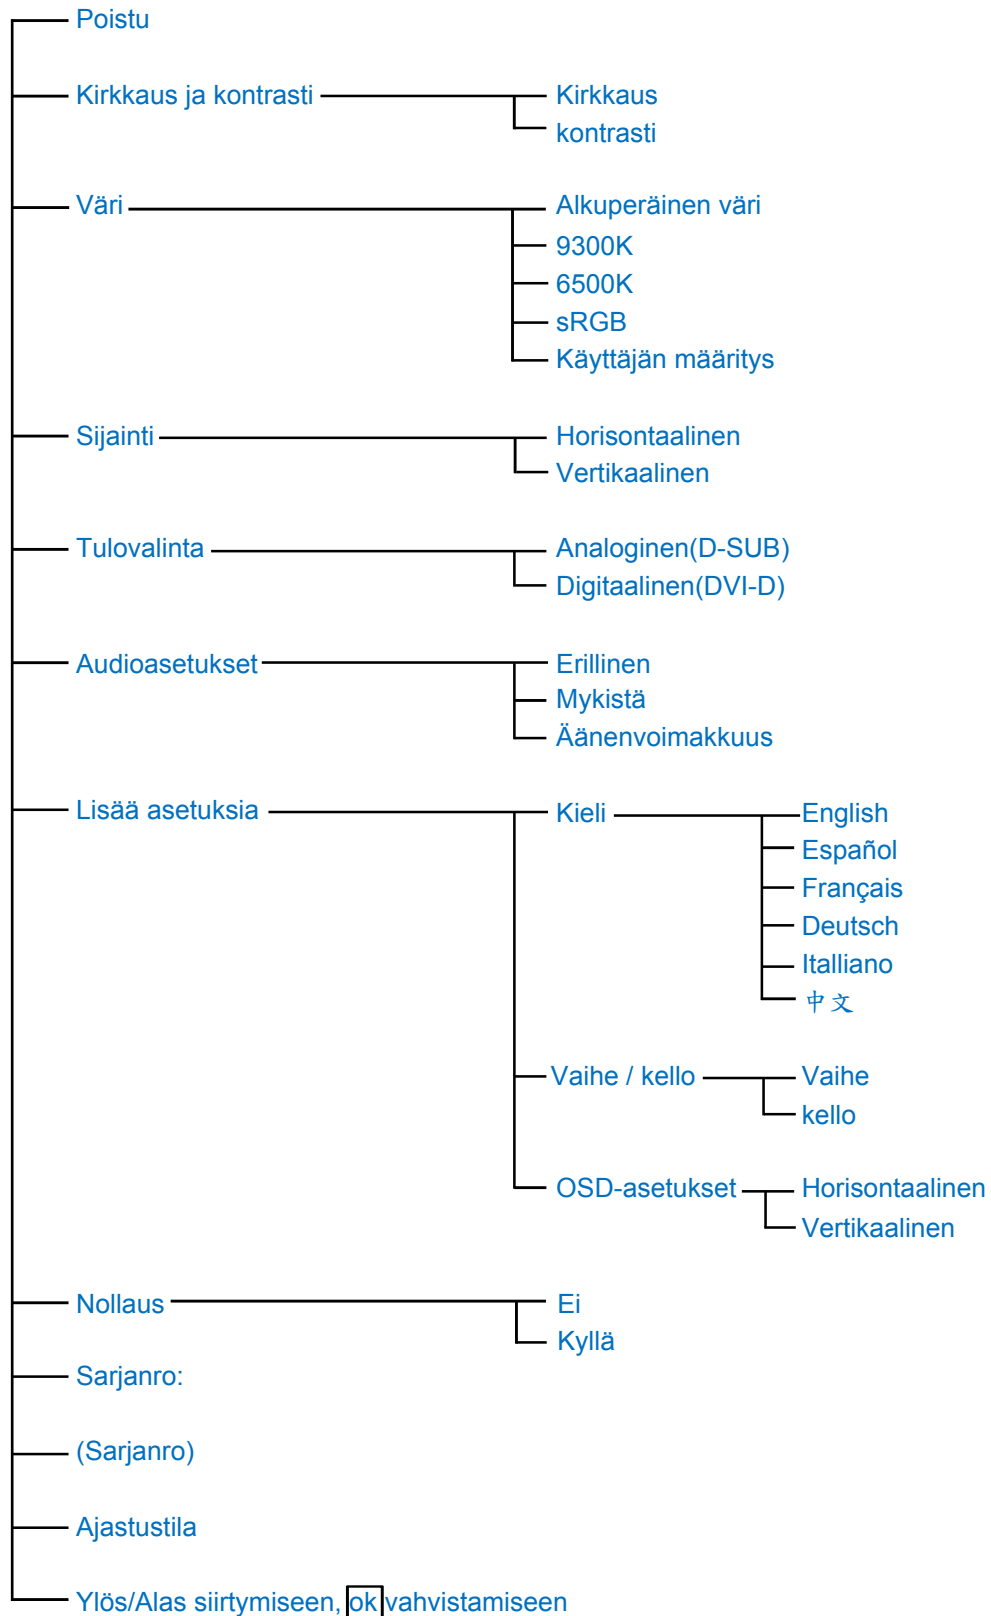 Poistu
Kirkkaus ja kontrasti
Kirkkaus
kontrasti
Väri
Alkuperäinen väri
9300K
6500K
sRGB
Käyttäjän määritys
Sijainti
Horisontaalinen
Vertikaalinen
Tulovalinta
Analoginen(D-SUB)
Digitaalinen(DVI-D)
Audioasetukset
Erillinen
Mykistä
Äänenvoimakkuus
Lisää asetuksia
Kieli
English
Español
Français
Deutsch
Italliano
中文
Vaihe / kello
Vaihe
kello
OSD-asetukset
Horisontaalinen
Vertikaalinen
Nollaus
Ei
Kyllä
Sarjanro:
(Sarjanro)
Ajastustila
Ylös/Alas siirtymiseen, ok vahvistamiseen